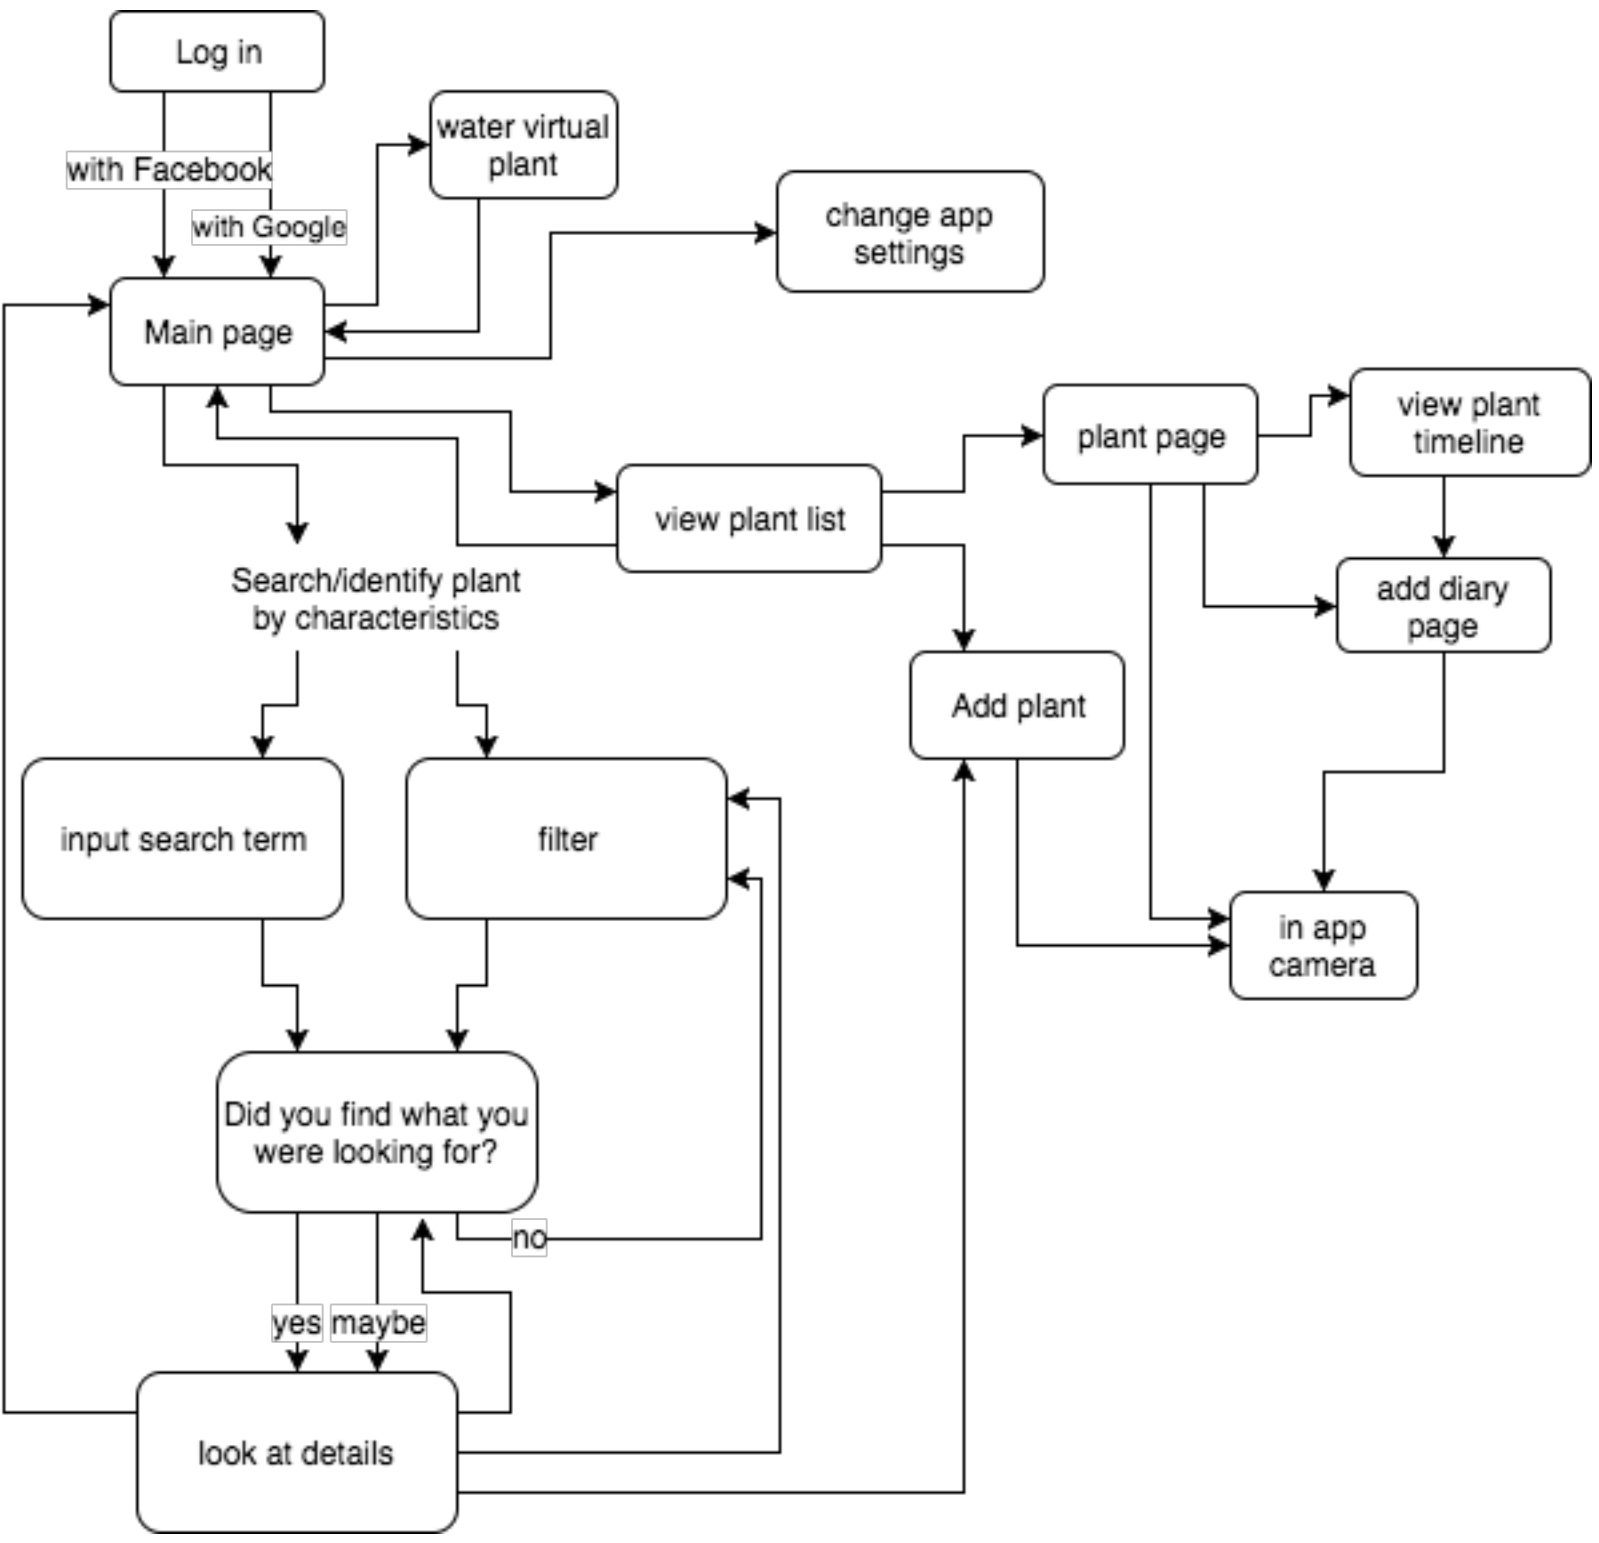 Log in
with Facebook
with Google
water virtual
plant
change app
settings
Main page
view plant
timeline
plant page
view plant list
Search/identify plant
by characteristics
add diary
page
Add plant
input search term
filter
in app
camera
Did you find what you
were looking for?
no
yes
maybe
look at details